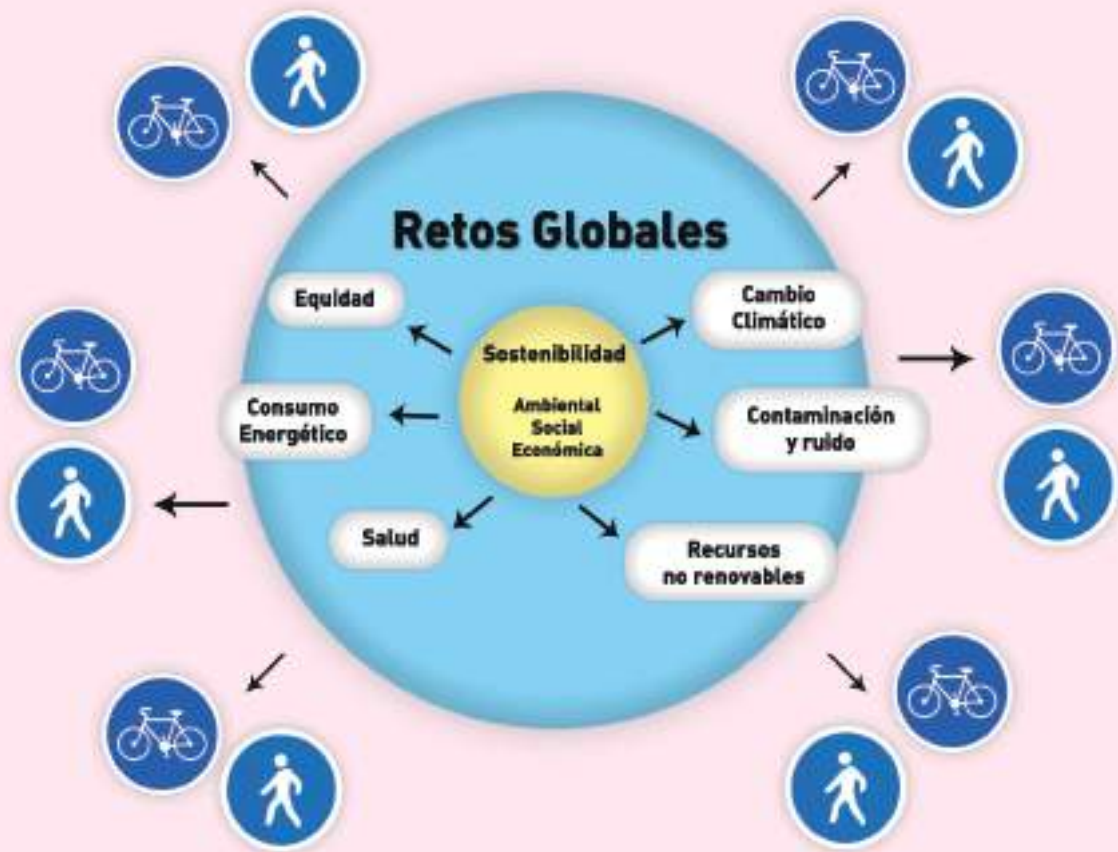 Retos Globales
Equidad
Cambio
Climático
Sostenibilidad
Ambiental
Social
Económica
Consumo
Energético
Contaminación
y ruido
Salud
Recursos
no renovables